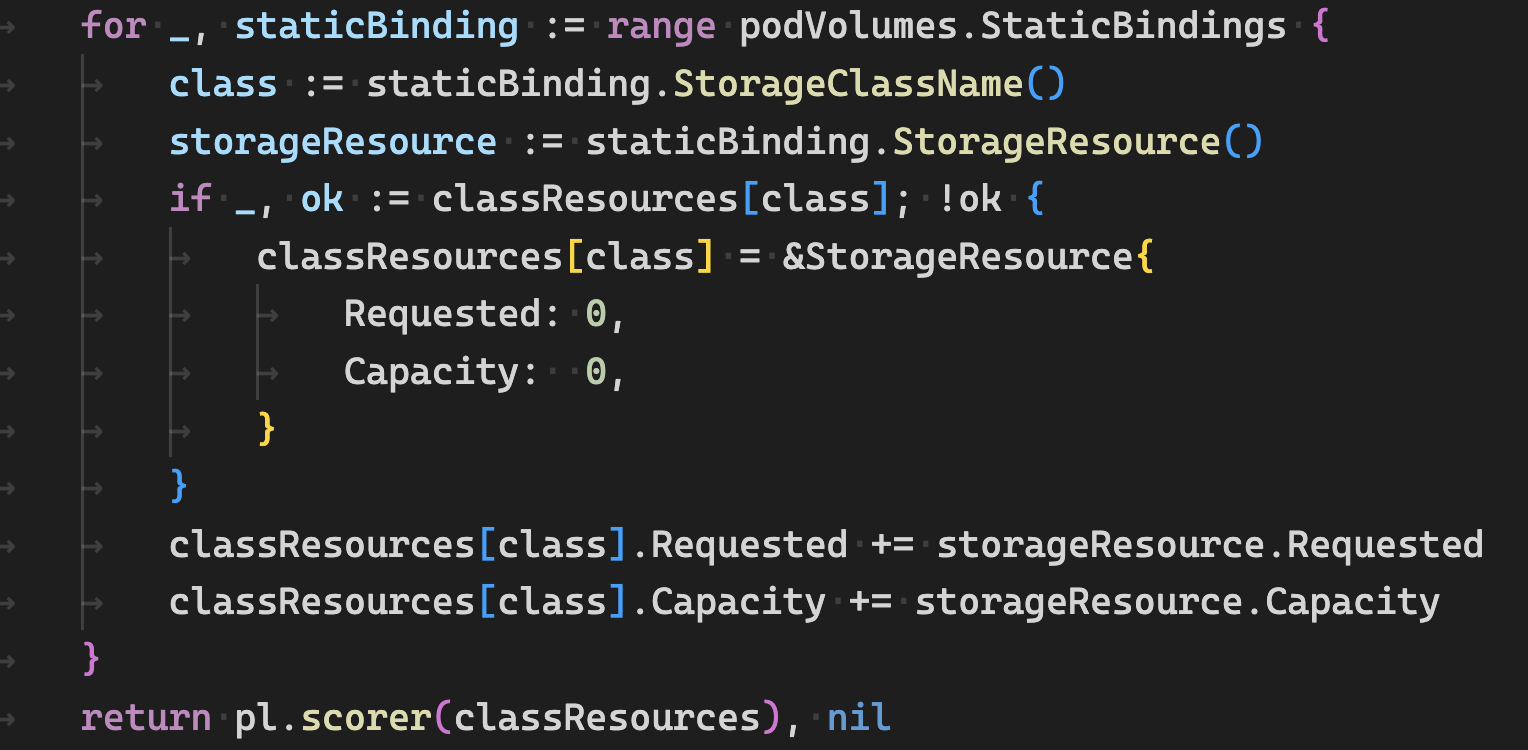 for _, staticBinding := range podVolumes.StaticBindings {
class := staticBinding.StorageClassName()
storageResource := staticBinding.StorageResource()
if _, ok := classResources[class]; !ok {
classResources[class] = &StorageResource{
Requested: 0,
Capacity:  0,
}
}
classResources[class].Requested += storageResource.Requested
classResources[class].Capacity += storageResource.Capacity
}
return pl.scorer(classResources), nil